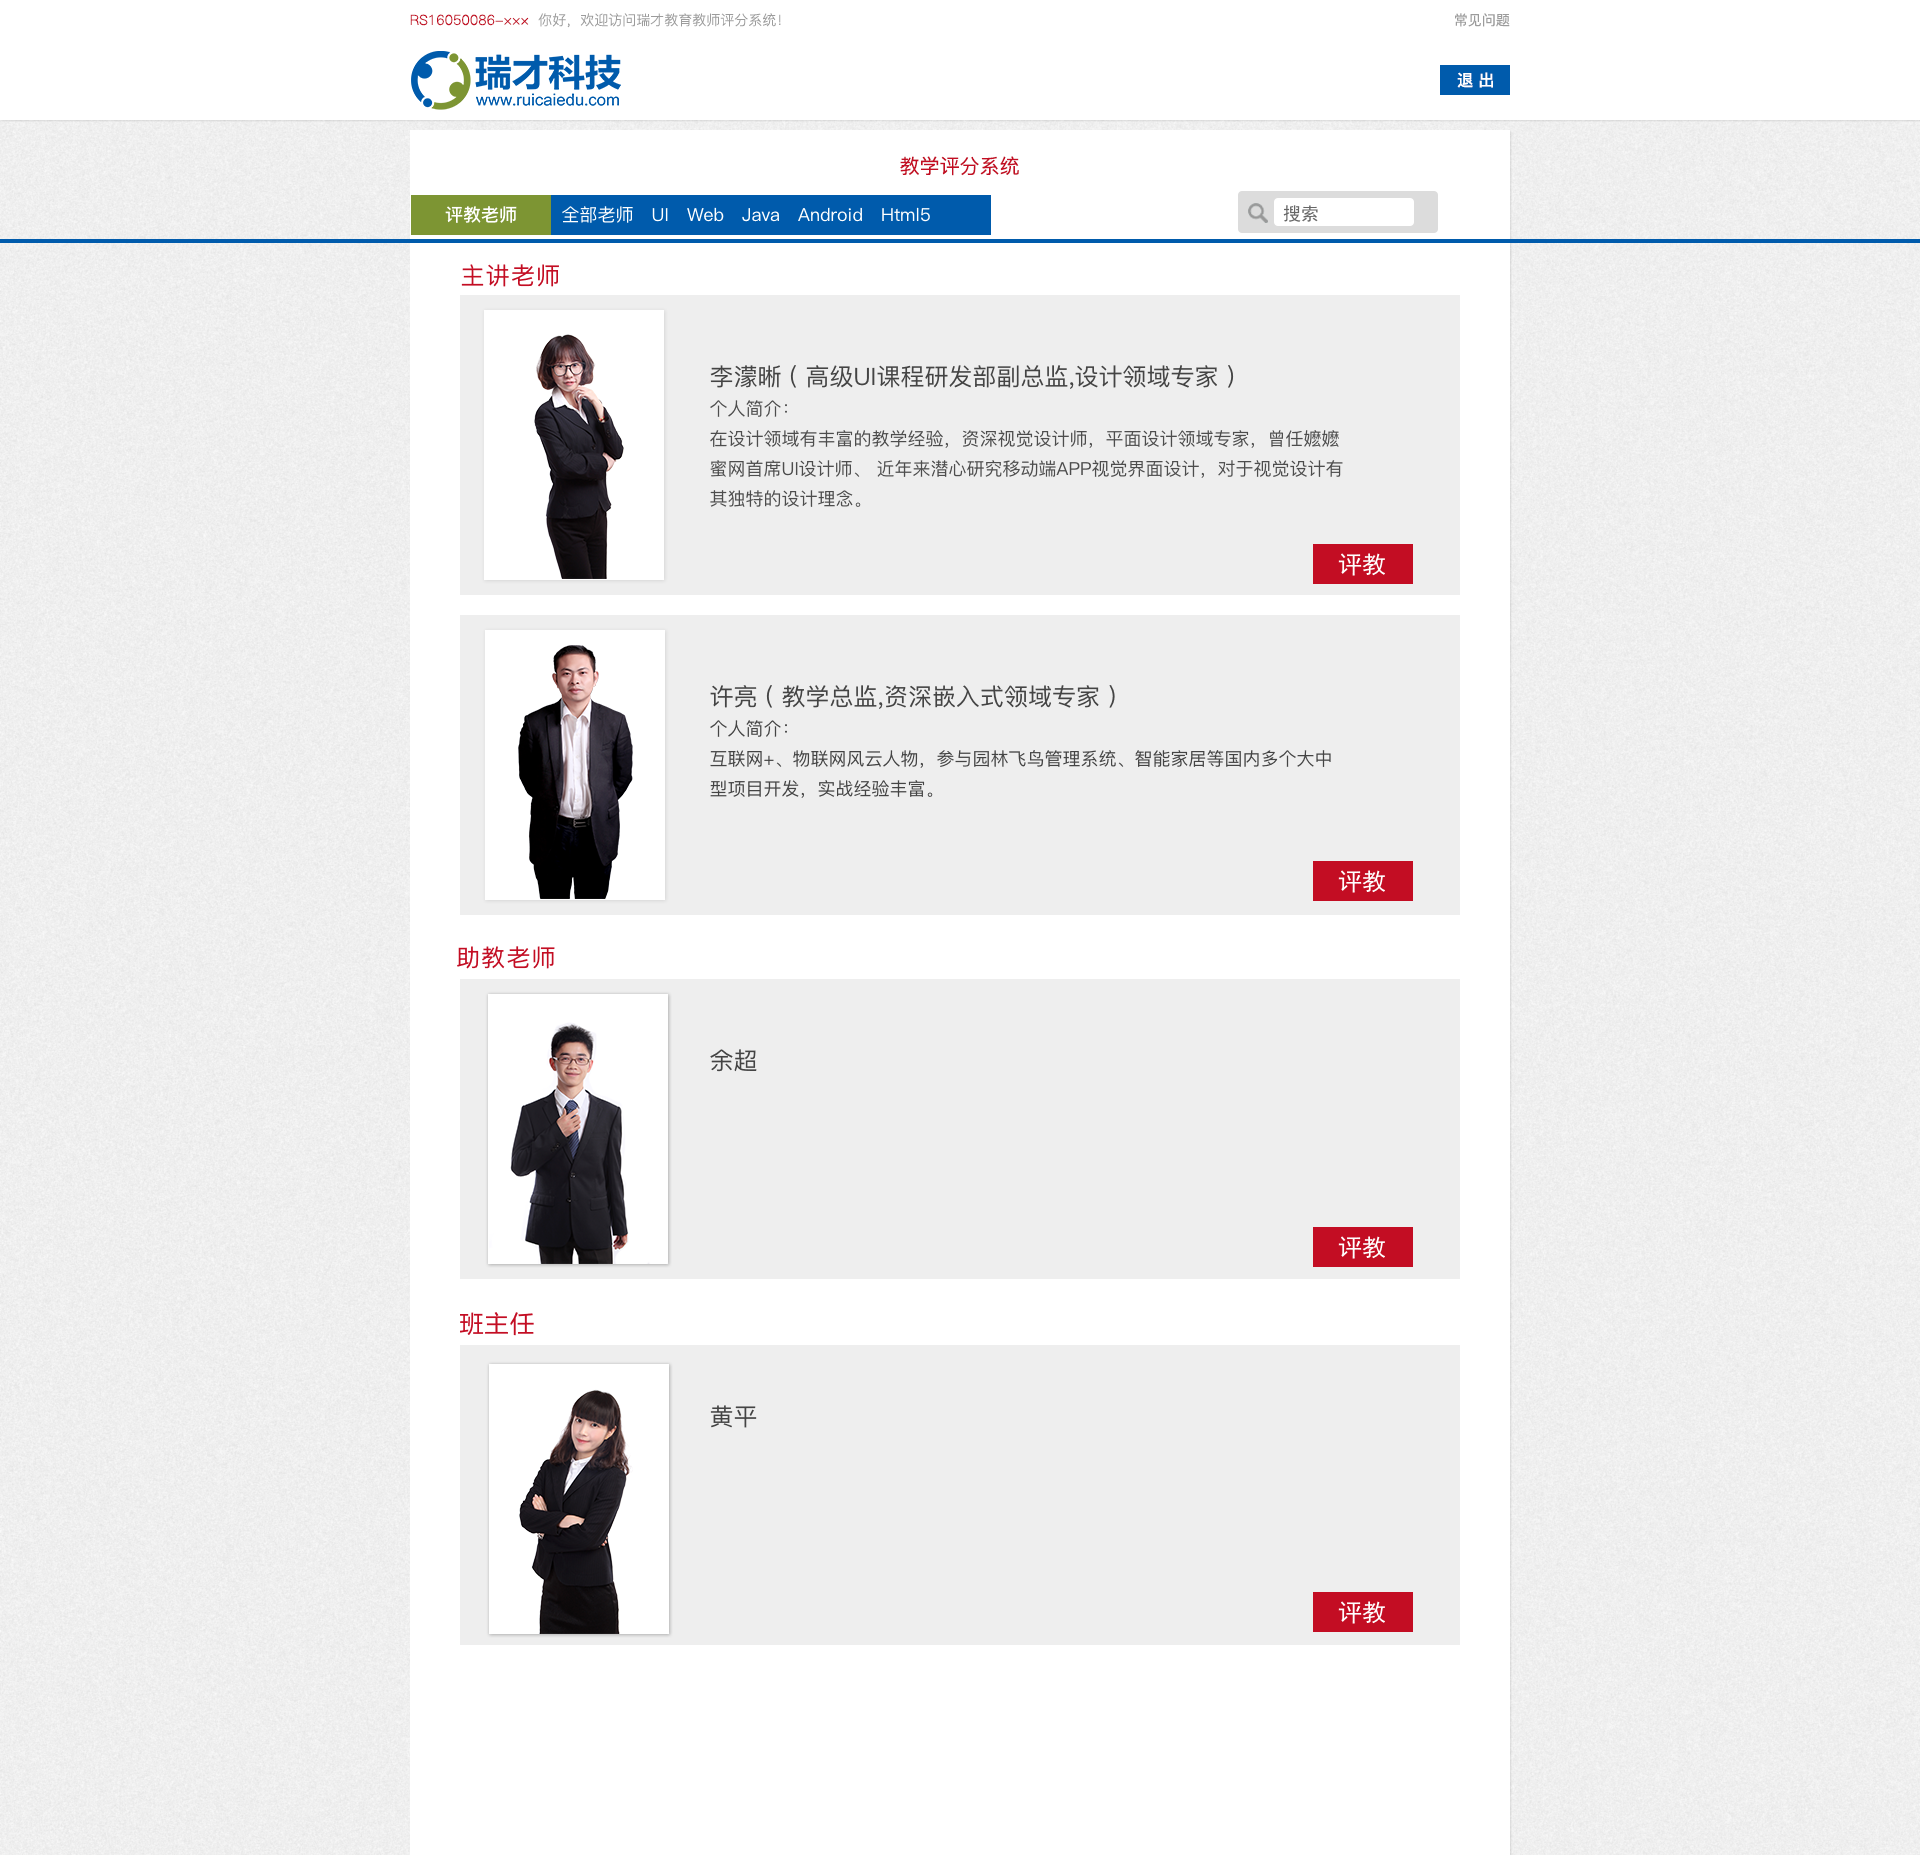 RS16050086-××× 你好，欢迎访问瑞才教育教师评分系统！
常见问题
瑞才科技
www.ruicaiedu.com
退 出
教学评分系统
评教老师 全部老师 UI Web Java Android Html5
搜索
主讲老师
李濛晰（高级UI课程研发部副总监,设计领域专家）
个人简介：
在设计领域有丰富的教学经验，资深视觉设计师，平面设计领域专家，曾任嬷嬷
蜜网首席UI设计师、 近年来潜心研究移动端APP视觉界面设计，对于视觉设计有
其独特的设计理念。
评教
许亮（教学总监,资深嵌入式领域专家）
个人简介：
互联网+、物联网风云人物，参与园林飞鸟管理系统、智能家居等国内多个大中
型项目开发，实战经验丰富。
评教
助教老师
余超
评教
班主任
黄平
评教